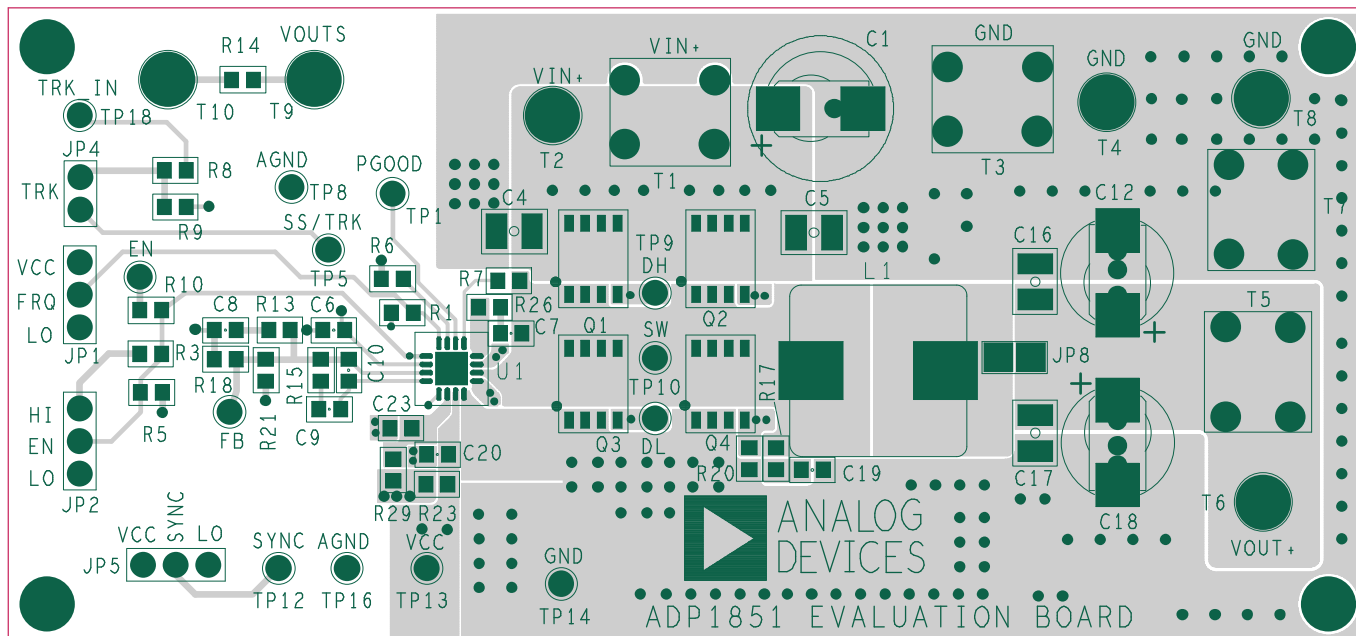 R14
VOUTS
TRK_IN
TP18
T10
T9
JP4
TRK
R8
R9
AGND
TP8
PGOOD
TP1
SS/TRK
TP5
EN
VCC
FRQ
LO
JP1
R10
C8
R13
C6
R6
R1
R3
R18
R15
C10
R21
FB
C9
R5
HI
EN
LO
JP2
VCC
SYNC
LO
JP5
SYNC
TP12
AGND
TP16
VCC
TP13
GND
TP14
C23
C20
R29
R23
U1
R7
R26
C7
VIN+
T2
VIN+
T1
C1
+
GND
T3
GND
T4
GND
T8
T7
C4
C5
TP9
DH
Q1
Q2
SW
TP10
DL
Q3
Q4
R17
R20
C19
L1
C16
C12
+
JP8
+
C17
C18
T5
T6
VOUT+
ANALOG
DEVICES
ADP1851 EVALUATION BOARD